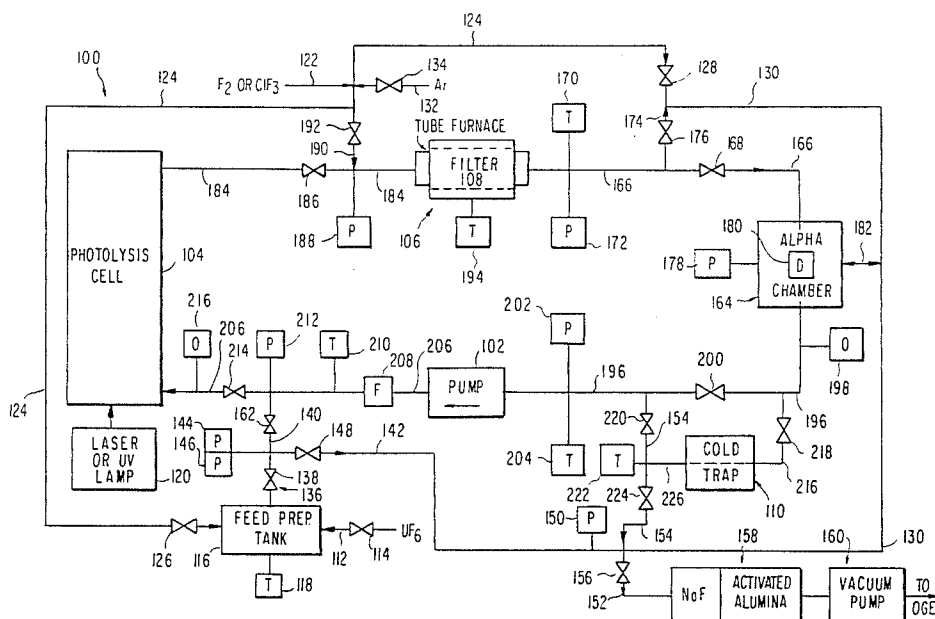 124
100
122
134
170
128
130
F2 OR ClF3
Ar
132
T
124
192
174
176
TUBE FURNACE
190
FILTER
108
168
166
184
186
184
166
P
188
106
T
194
P
172
PHOTOLYSIS
CELL
104
180
ALPHA
182
178
P
D
CHAMBER
164
202
216
212
P
206
O
214
P
T
210
208
102
200
O
198
F
206
PUMP
196
196
124
162
140
148
142
220
154
218
144
P
146
P
204
T
COLD
TRAP
LASER
OR UV
LAMP
120
138
136
222
T
224
226
110
216
150
P
154
126
FEED PREP
TANK
116
UF6
112
114
130
158
160
T
118
156
152
NaF
ACTIVATED
ALUMINA
VACUUM
PUMP
TO
OGE